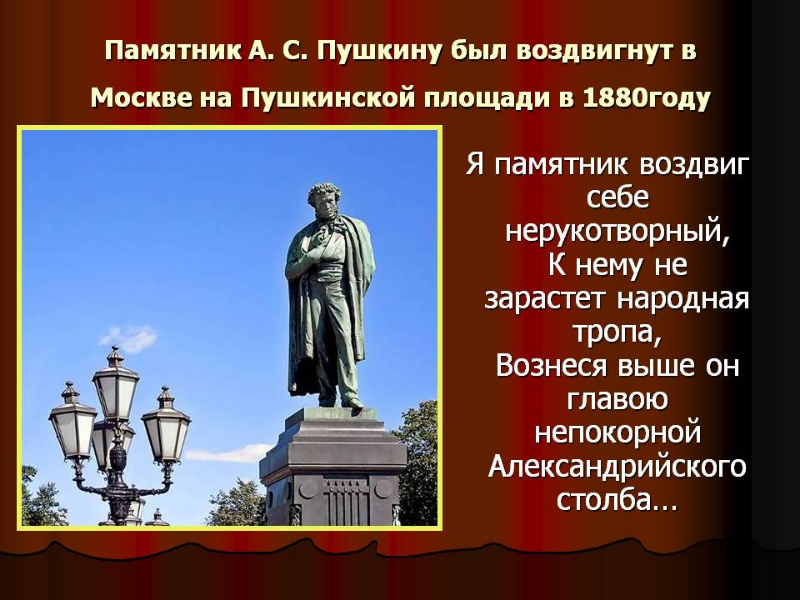 Памятник А. С. Пушкину был воздвигнут в
Москве на Пушкинской площади в 1880году
Я памятник воздвиг
себе
нерукотворный,
К нему не
зарастет народная
тропа,
Вознеся выше он
главою
непокорной
Александрийского
столба...